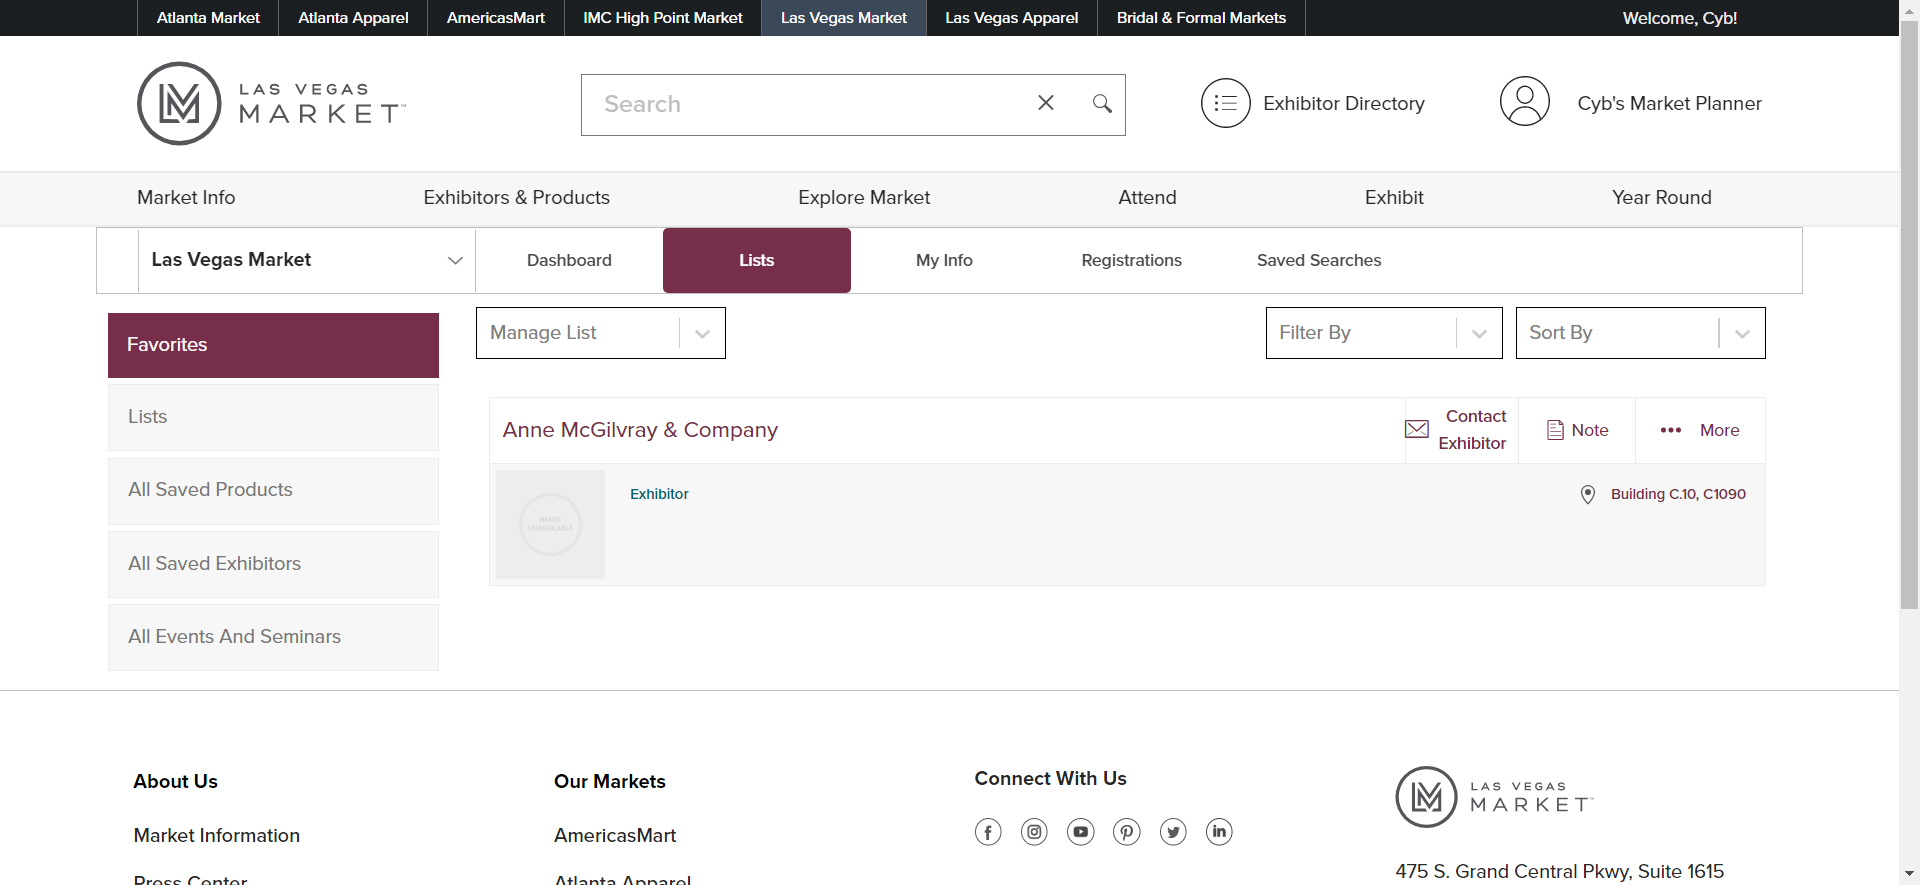 Atlanta Market Atlanta Apparel AmericasMart IMC High Point Market Las Vegas Market Las Vegas Apparel Bridal & Formal Markets Welcome, Cyb!
LAS VEGAS
MARKET™
Search
Exhibitor Directory
Cyb's Market Planner
Market Info Exhibitors & Products Explore Market Attend Exhibit Year Round
Las Vegas Market Dashboard Lists My Info Registrations Saved Searches
Favorites
Lists
All Saved Products
All Saved Exhibitors
All Events And Seminars
Manage List Filter By Sort By
Anne McGilvray & Company
Contact
Exhibitor
Note
More
IMAGE
UNAVAILABLE
Exhibitor
Building C.10, C1090
About Us
Market Information
Press Center
Our Markets
AmericasMart
Atlanta Apparel
Connect With Us
LAS VEGAS
MARKET™
475 S. Grand Central Pkwy, Suite 1615